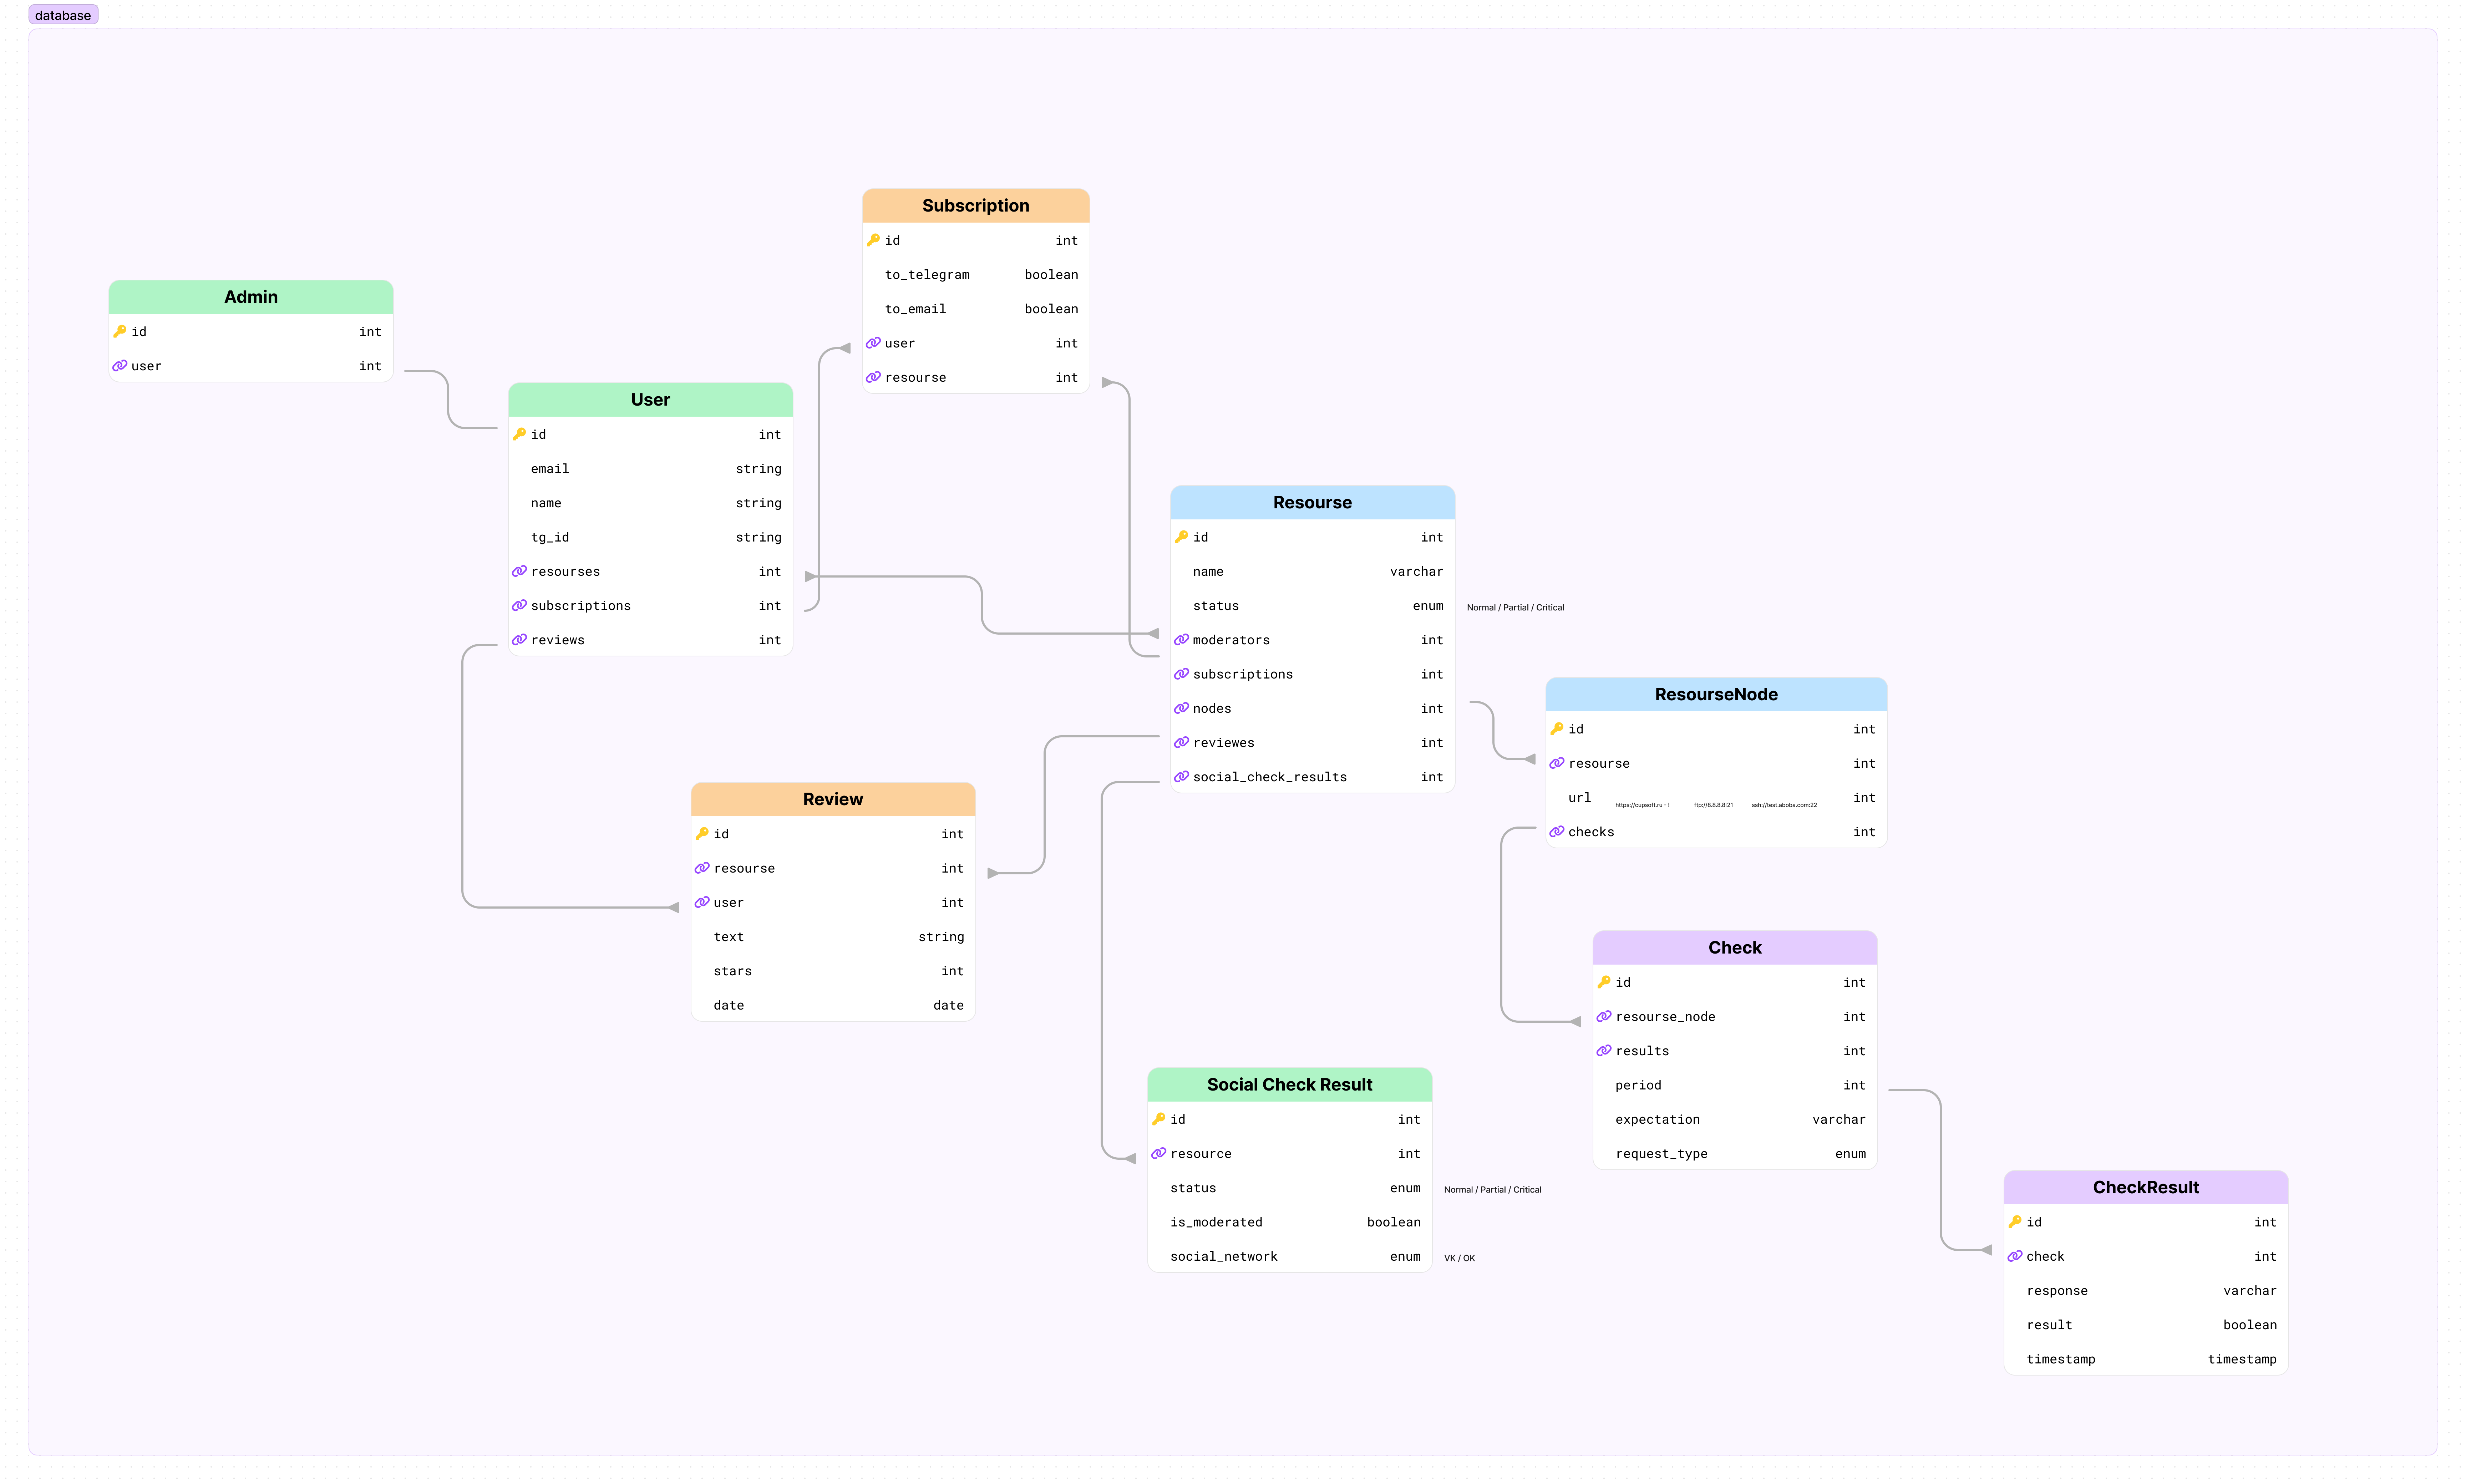 database
Subscription
id int
to_telegram boolean
to_email boolean
user int
resourse int
Admin
id int
user int
User
id int
email string
name string
tg_id string
resourses int
subscriptions int
reviews int
Resourse
id int
name varchar
status enum Normal / Partial / Critical
moderators int
subscriptions int
nodes int
reviewes int
social_check_results int
ResourseNode
id int
resourse int
url https://cupsoft.ru - ! ftp://8.8.8.8:21 ssh://test.aboba.com:22 int
checks int
Review
id int
resourse int
user int
text string
stars int
date date
Check
id int
resourse_node int
results int
period int
expectation varchar
request_type enum
Social Check Result
id int
resource int
status enum Normal / Partial / Critical
is_moderated boolean
social_network enum VK / OK
CheckResult
id int
check int
response varchar
result boolean
timestamp timestamp